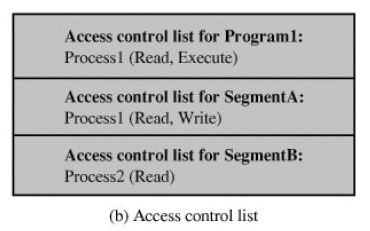 Access control list for Program1:
Process1 (Read, Execute)
Access control list for SegmentA:
Process1 (Read, Write)
Access control list for SegmentB:
Process2 (Read)
(b) Access control list